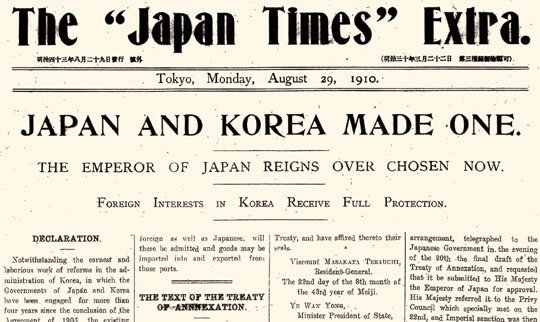 The "Japan Times" Extra.
明治四十三年八月二十九日發行 號外
(明治三十年三月二十二日 第三種郵便物認可)
Tokyo, Monday, August 29, 1910.
JAPAN AND KOREA MADE ONE.
THE EMPEROR OF JAPAN REIGNS OVER CHOSEN NOW.
FOREIGN INTERESTS IN KOREA RECEIVE FULL PROTECTION.
DECLARATION.
Notwithstanding the earnest and
laborious work of reforms in the ad-
ministration of Korea, in which the
Governments of Japan and Korea
have been engaged for more than
four years since the conclusion of the
Agreement of 1905, the existing
foreign as well as Japanese, will
there be admitted and goods may be
imported into and exported from
those ports.
THE TEXT OF THE TREATY
OF ANNNEXATION.
Treaty, and have affixed thereto their
seals.
Viscount MASAKATA TERAUCHI,
Resident-General.
The 22nd day of the 8th month of
the 43rd year of Meiji.
YE WAN YONG,
Minister President of State,
arrangement, telegraphed to the
Japanese Government in the evening
of the 20th the final draft of the
Treaty of Annexation, and requested
that it be submitted to His Majesty
the Emperor of Japan for approval.
His Majesty referred it to the Privy
Council which specially met on the
22nd, and Imperial sanction was then